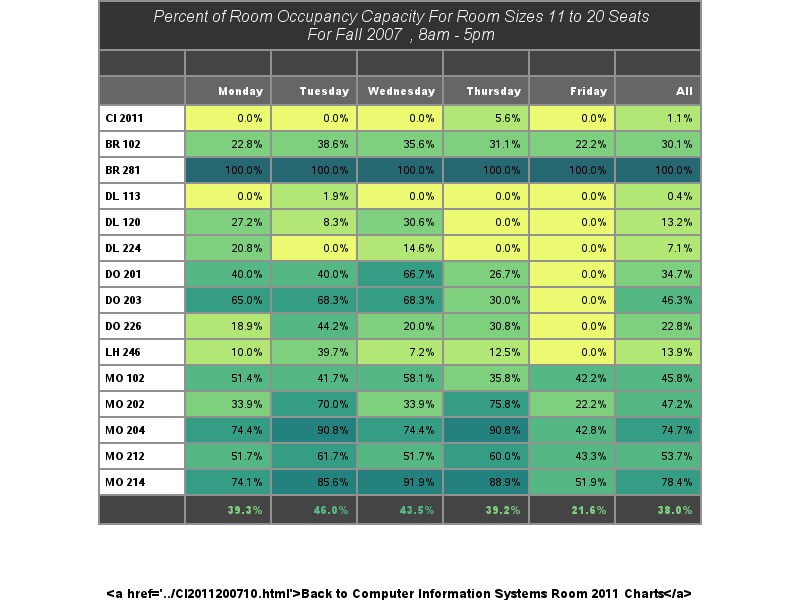 Percent of Room Occupancy Capacity For Room Sizes 11 to 20 Seats
For Fall 2007 , 8am - 5pm
Monday Tuesday Wednesday Thursday Friday All
CI 2011 0.0% 0.0% 0.0% 5.6% 0.0% 1.1%
BR 102 22.8% 38.6% 35.6% 31.1% 22.2% 30.1%
BR 281 100.0% 100.0% 100.0% 100.0% 100.0% 100.0%
DL 113 0.0% 1.9% 0.0% 0.0% 0.0% 0.4%
DL 120 27.2% 8.3% 30.6% 0.0% 0.0% 13.2%
DL 224 20.8% 0.0% 14.6% 0.0% 0.0% 7.1%
DO 201 40.0% 40.0% 66.7% 26.7% 0.0% 34.7%
DO 203 65.0% 68.3% 68.3% 30.0% 0.0% 46.3%
DO 226 18.9% 44.2% 20.0% 30.8% 0.0% 22.8%
LH 246 10.0% 39.7% 7.2% 12.5% 0.0% 13.9%
MO 102 51.4% 41.7% 58.1% 35.8% 42.2% 45.8%
MO 202 33.9% 70.0% 33.9% 75.8% 22.2% 47.2%
MO 204 74.4% 90.8% 74.4% 90.8% 42.8% 74.7%
MO 212 51.7% 61.7% 51.7% 60.0% 43.3% 53.7%
MO 214 74.1% 85.6% 91.9% 88.9% 51.9% 78.4%
39.3% 46.0% 43.5% 39.2% 21.6% 38.0%
&lt;a href='../CI2011200710.html'&gt;Back to Computer Information Systems Room 2011 Charts&lt;/a&gt;